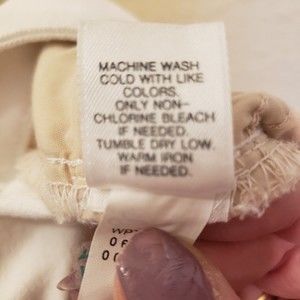 MACHINE WASH
COLD WITH LIKE
COLORS.
ONLY NON-
CHLORINE BLEACH
IF NEEDED.
TUMBLE DRY LOW.
WARM IRON
IF NEEDED.